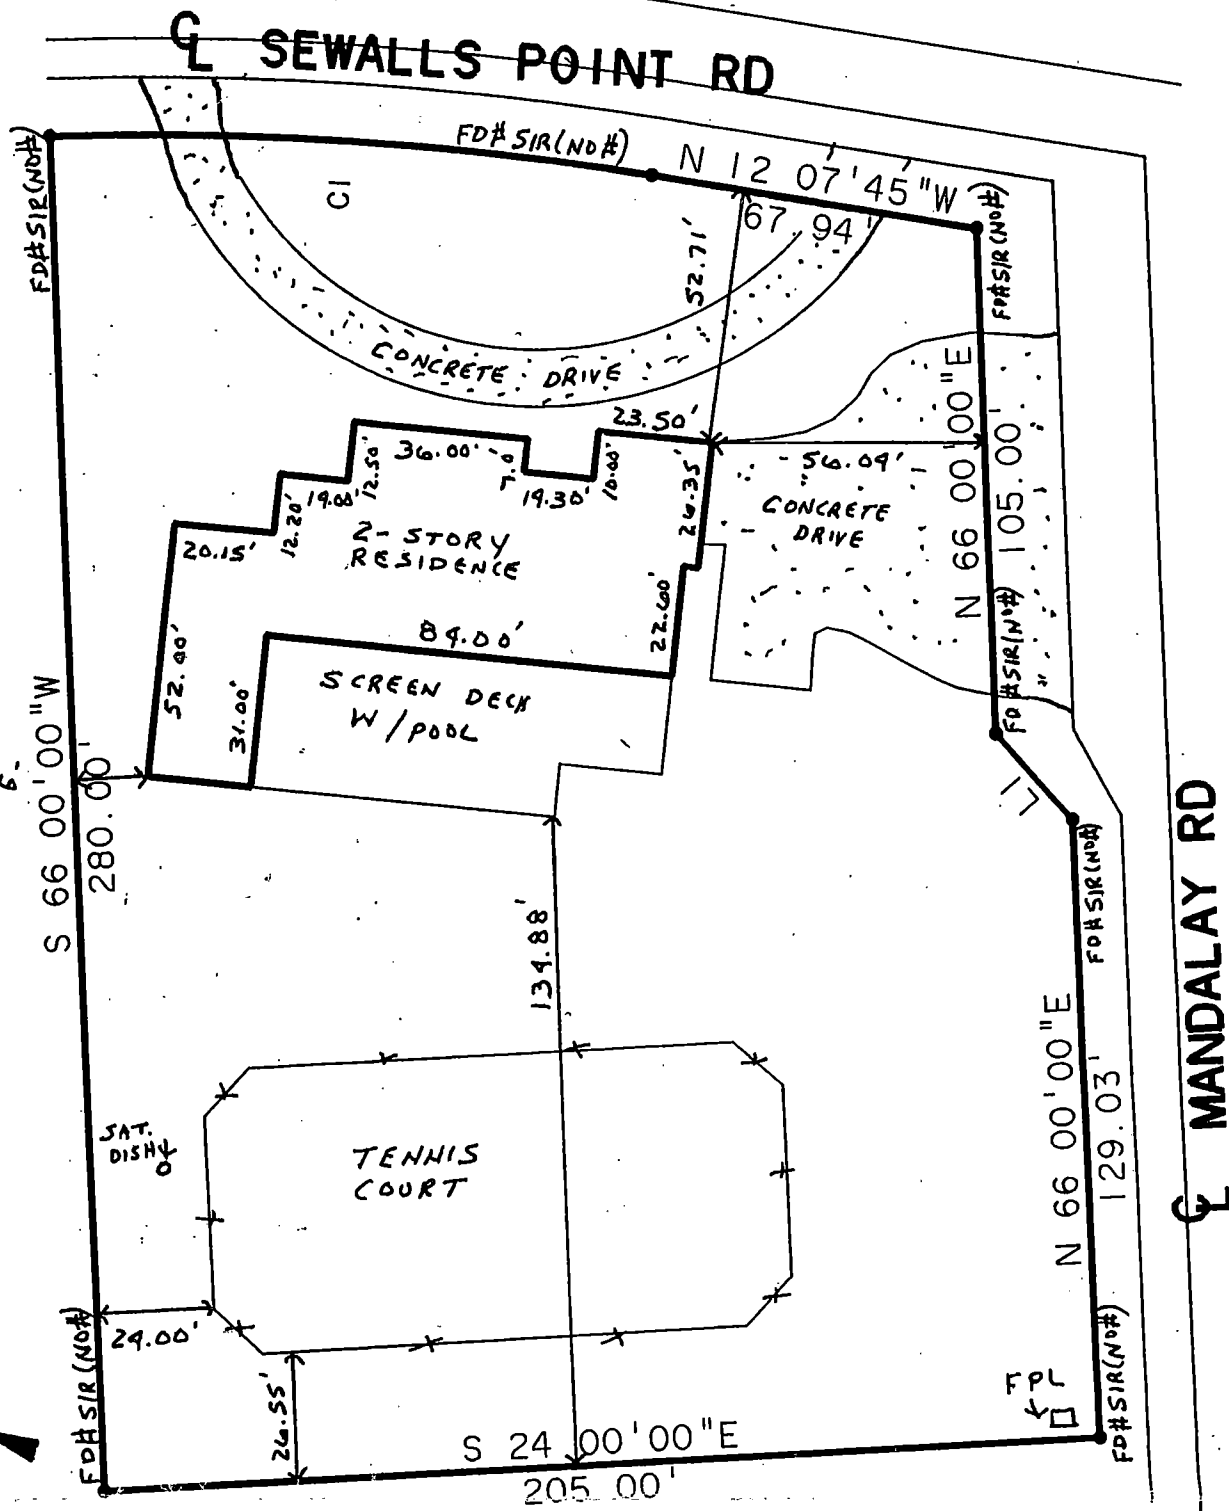 ℄ SEWALLS POINT RD
FD#SIR(NO#)
FD#SIR(NO#)
N 12 07'45"W
67.94'
FD#SIR(NO#)
C1
52.71'
CONCRETE DRIVE
23.50'
36.00'
7.0'
12.50'
19.30'
10.00'
19.00'
12.20'
20.15'
26.35'
56.09'
CONCRETE
DRIVE
N 66 00'00"E
105.00'
2-STORY
RESIDENCE
22.60'
84.00'
52.00'
31.00'
SCREEN DECK
W/POOL
FD#SIR(NO#)
L1
FD#SIR(NO#)
S 66 00'00"W
280.00'
134.88'
N 66 00'00"E
129.03'
℄ MANDALAY RD
SAT.
DISH
TENNIS
COURT
24.00'
26.55'
FD#SIR(NO#)
FPL
FD#SIR(NO#)
S 24 00'00"E
205.00'